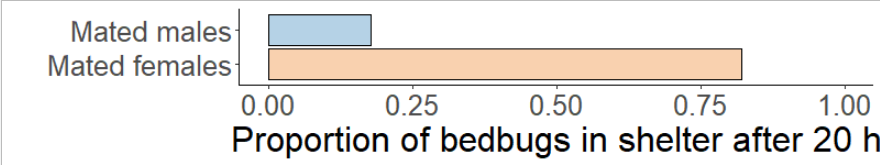 Mated males
Mated females
0.00 0.25 0.50 0.75 1.00
Proportion of bedbugs in shelter after 20 h